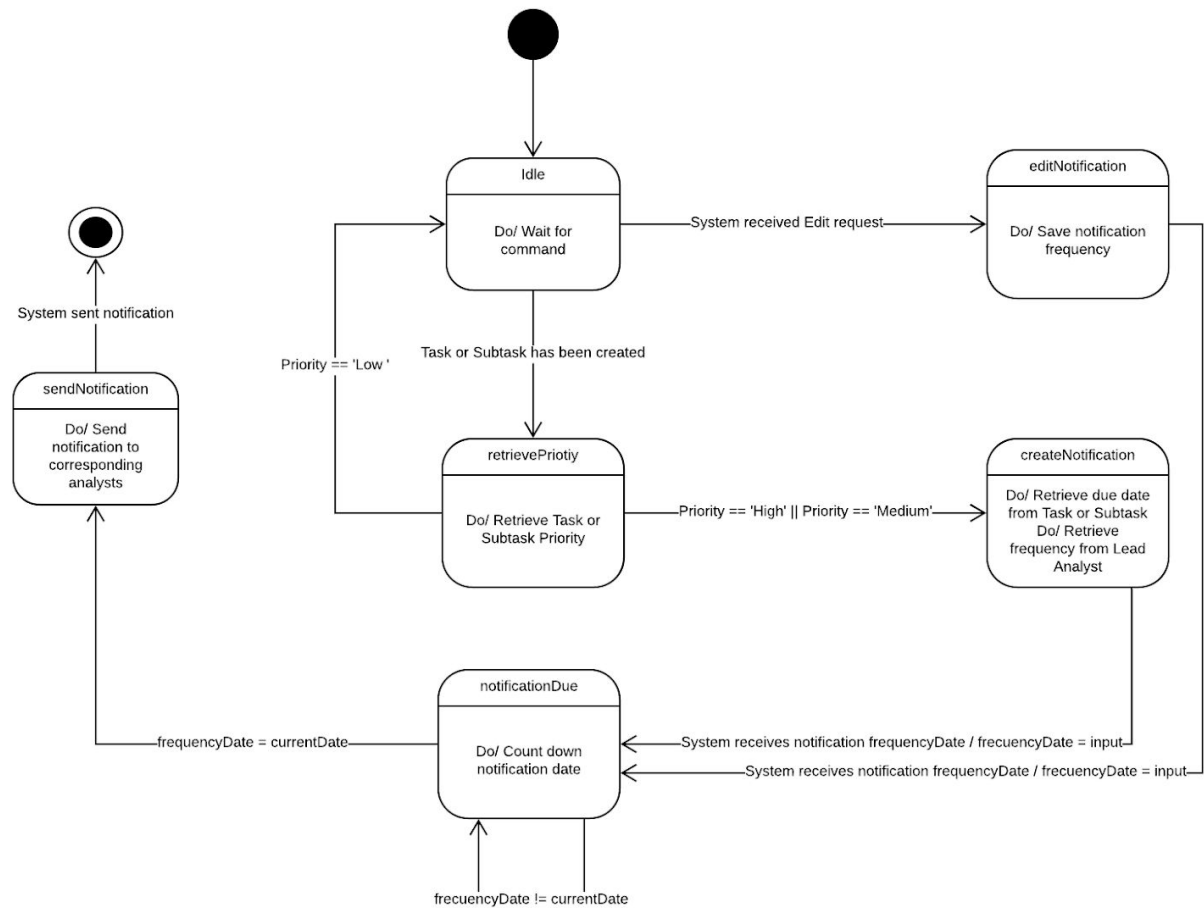 Idle
Do/ Wait for
command
System received Edit request
editNotification
Do/ Save notification
frequency
System sent notification
Priority == 'Low '
Task or Subtask has been created
sendNotification
Do/ Send
notification to
corresponding
analysts
retrievePriotiy
Do/ Retrieve Task or
Subtask Priority
Priority == 'High' || Priority == 'Medium'
createNotification
Do/ Retrieve due date
from Task or Subtask
Do/ Retrieve
frequency from Lead
Analyst
notificationDue
Do/ Count down
notification date
frequencyDate = currentDate
System receives notification frequencyDate / frecuencyDate = input
System receives notification frequencyDate / frecuencyDate = input
frecuencyDate != currentDate